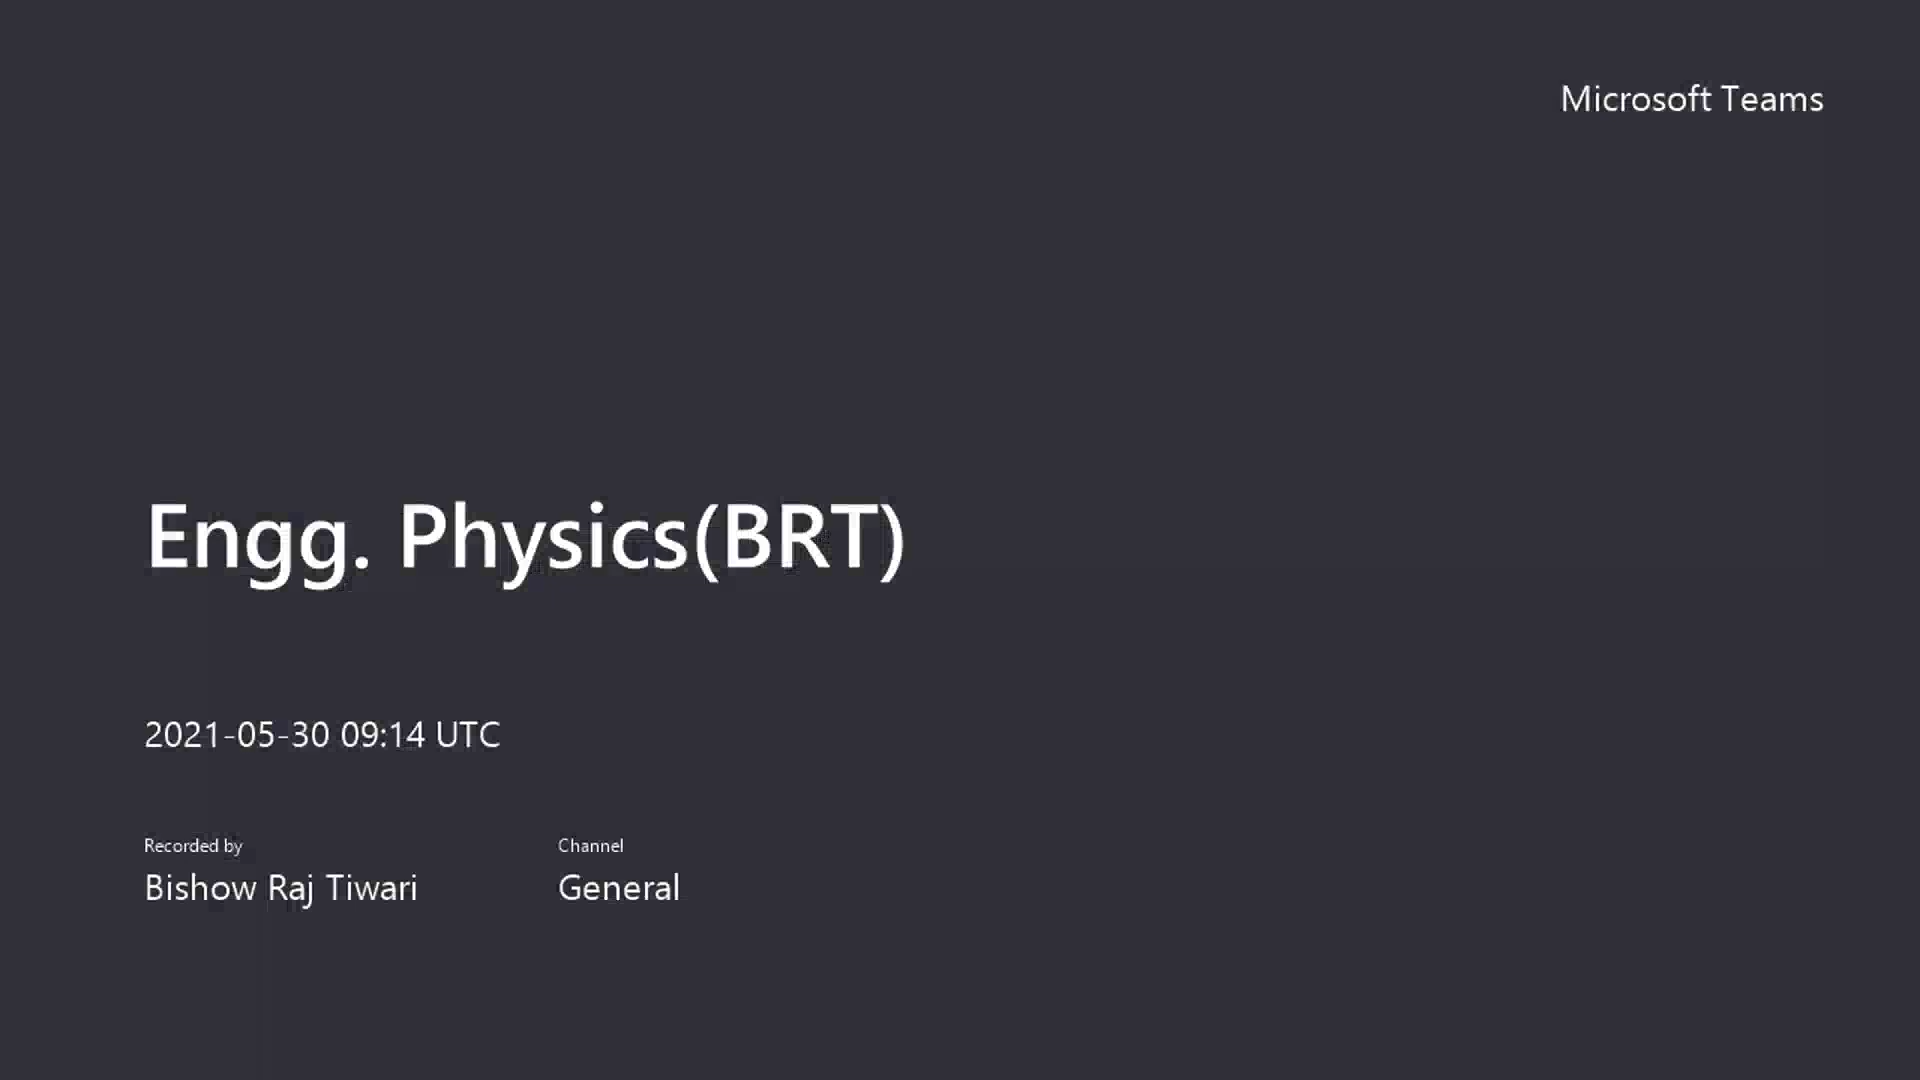 Microsoft Teams
Engg. Physics(BRT)
2021-05-30 09:14 UTC
Recorded by
Bishow Raj Tiwari
Channel
General